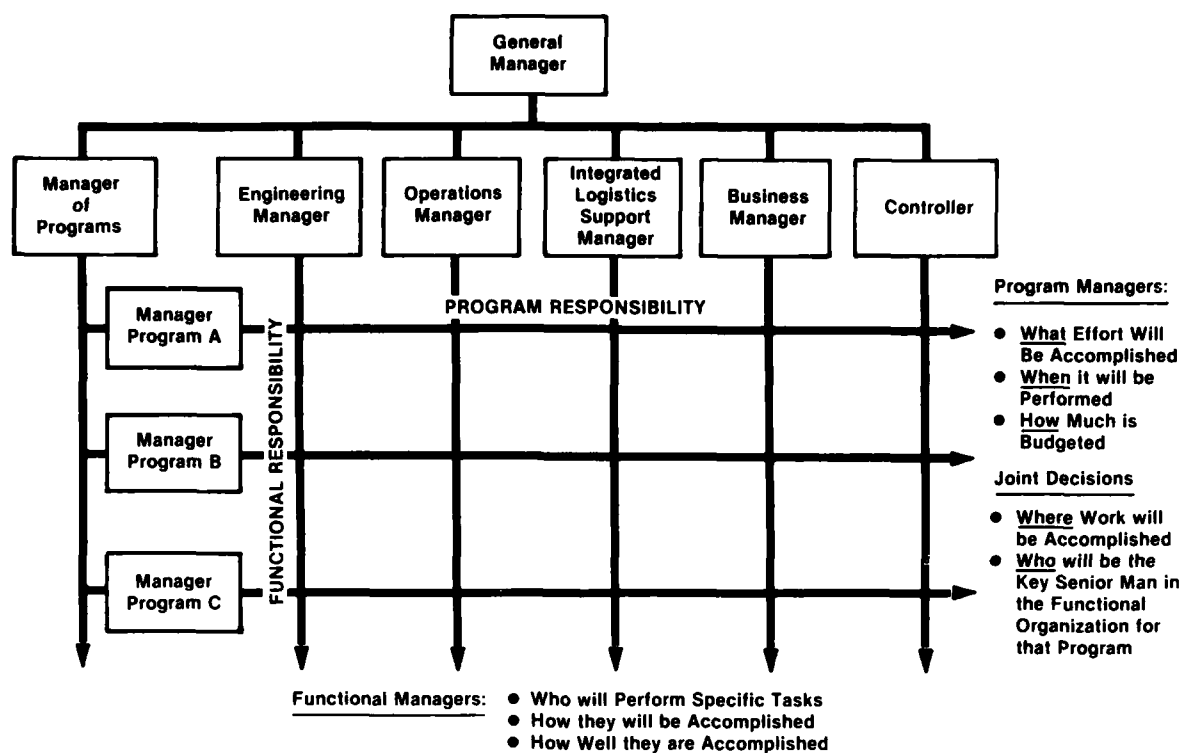 General
Manager
Manager
of
Programs
Engineering
Manager
Operations
Manager
Integrated
Logistics
Support
Manager
Business
Manager
Controller
Manager
Program A
PROGRAM RESPONSIBILITY
FUNCTIONAL RESPONSIBILITY
Manager
Program B
Manager
Program C
Program Managers:
● What Effort Will
Be Accomplished
● When it will be
Performed
● How Much is
Budgeted
Joint Decisions
● Where Work will
be Accomplished
● Who will be the
Key Senior Man in
the Functional
Organization for
that Program
Functional Managers: ● Who will Perform Specific Tasks
● How they will be Accomplished
● How Well they are Accomplished